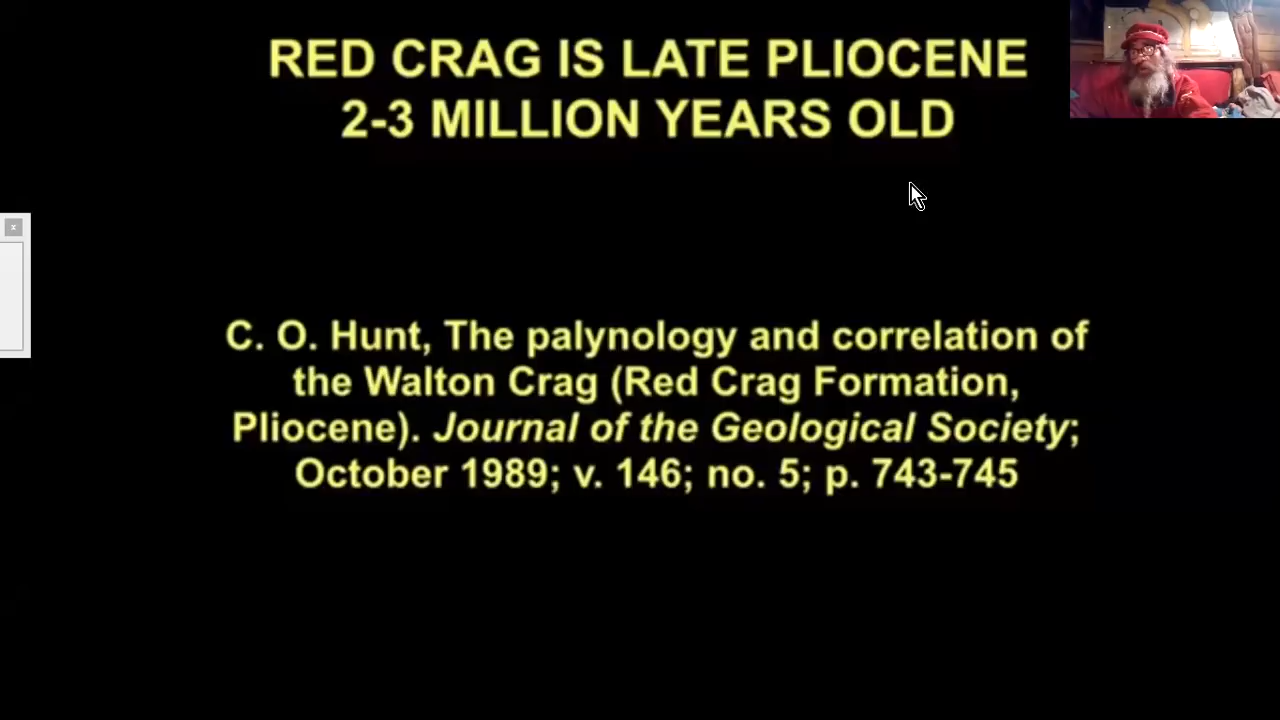 RED CRAG IS LATE PLIOCENE
2-3 MILLION YEARS OLD
x
C. O. Hunt, The palynology and correlation of
the Walton Crag (Red Crag Formation,
Pliocene). Journal of the Geological Society;
October 1989; v. 146; no. 5; p. 743-745